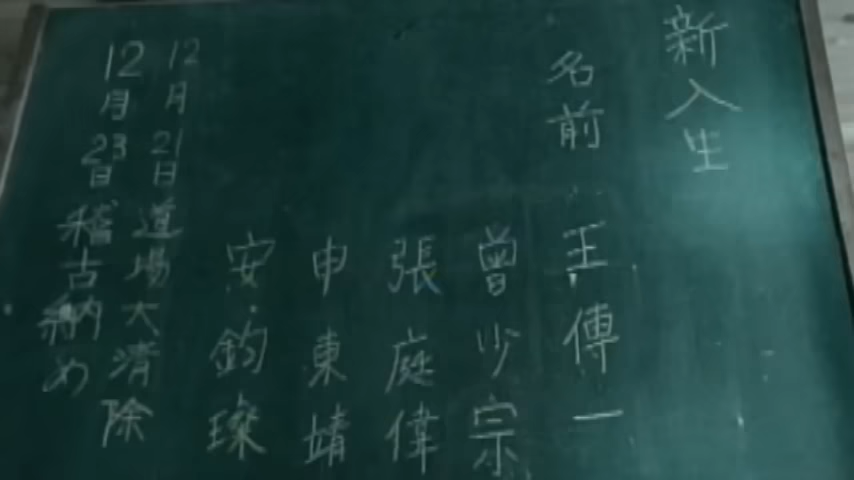 新入生
名前 王傳一
曾少宗
張庭偉
申東靖
安鈞璨
12月21日道場大清除
12月23日稽古納め